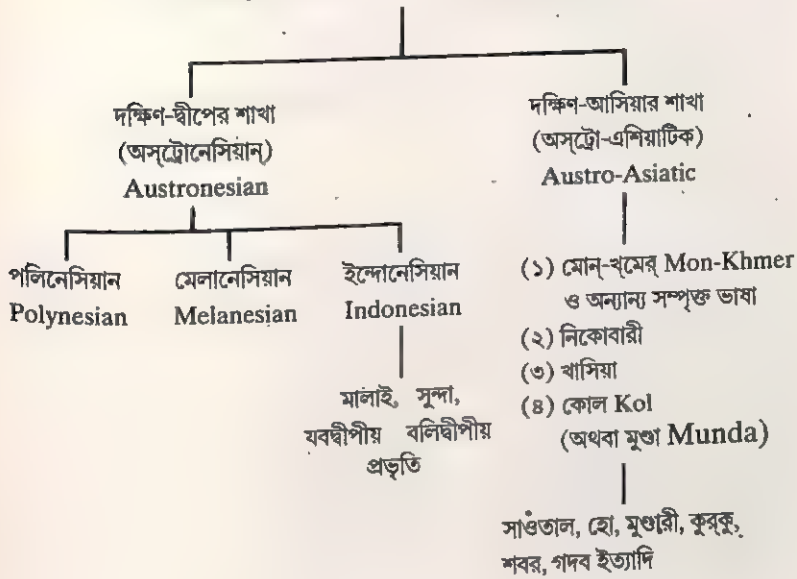 দক্ষিণ-দ্বীপের শাখা
(অস্ট্রোনেসিয়ান্)
Austronesian
দক্ষিণ-আসিয়ার শাখা
(অস্ট্রো-এশিয়াটিক)
Austro-Asiatic
পলিনেসিয়ান
Polynesian
মেলানেসিয়ান
Melanesian
ইন্দোনেসিয়ান
Indonesian
মালাই, সুন্দা,
যবদ্বীপীয় বলিদ্বীপীয়
প্রভৃতি
(১) মোন্-খ্মের্ Mon-Khmer
ও অন্যান্য সম্পৃক্ত ভাষা
(২) নিকোবারী
(৩) খাসিয়া
(৪) কোল Kol
(অথবা মুণ্ডা Munda)
সাওঁতাল, হো, মুণ্ডারী, কুর্কু,
শবর, গদব ইত্যাদি